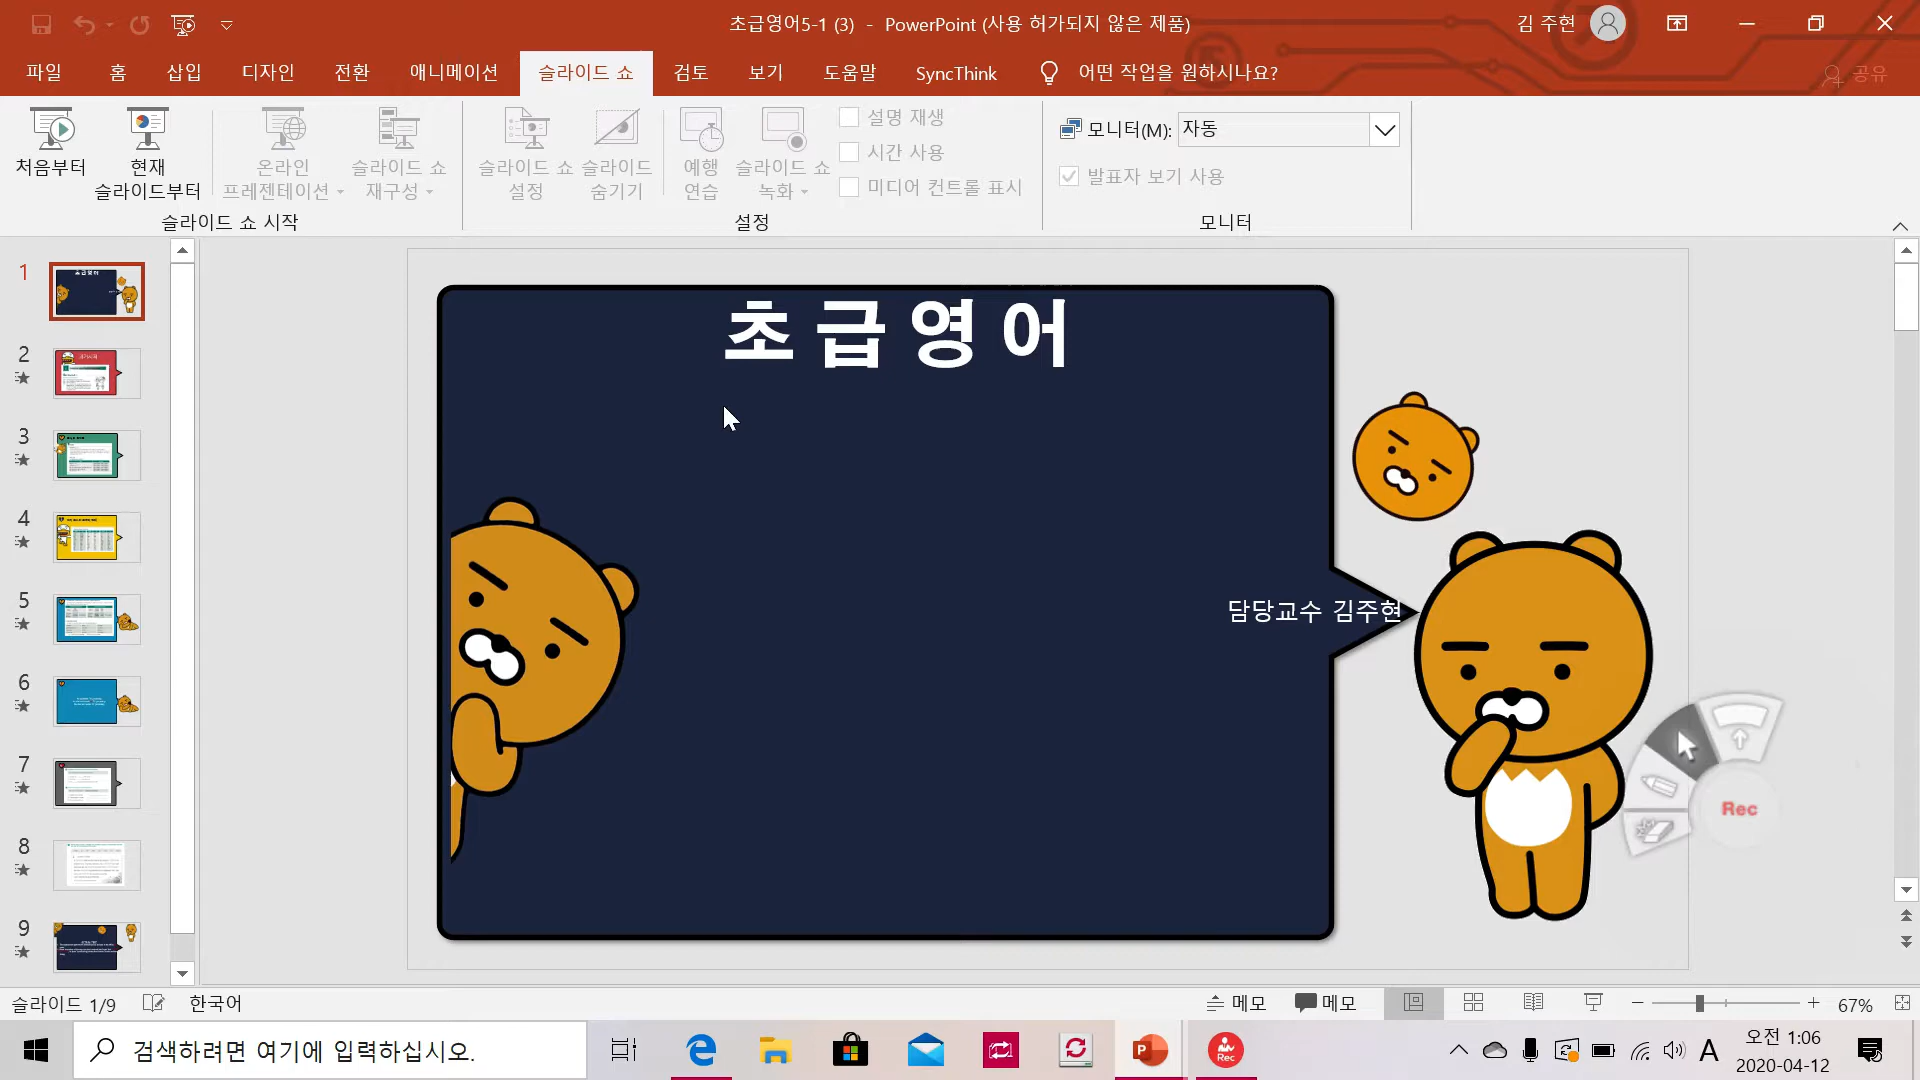 초급영어5-1 (3) - PowerPoint (사용 허가되지 않은 제품)
김 주현
파일 홈 삽입 디자인 전환 애니메이션 슬라이드 쇼 검토 보기 도움말 SyncThink 어떤 작업을 원하시나요? 공유
처음부터
현재
슬라이드부터
온라인
프레젠테이션
슬라이드 쇼
재구성
슬라이드 쇼 시작
슬라이드 쇼
설정
슬라이드
숨기기
예행
연습
슬라이드 쇼
녹화
설명 재생
시간 사용
미디어 컨트롤 표시
설정
모니터(M): 자동
발표자 보기 사용
모니터
1
2
3
4
5
6
7
8
9
초 급 영 어
담당교수 김주현
Rec
슬라이드 1/9 한국어 메모 메모 67%
검색하려면 여기에 입력하십시오.
Rec
A
오전 1:06
2020-04-12